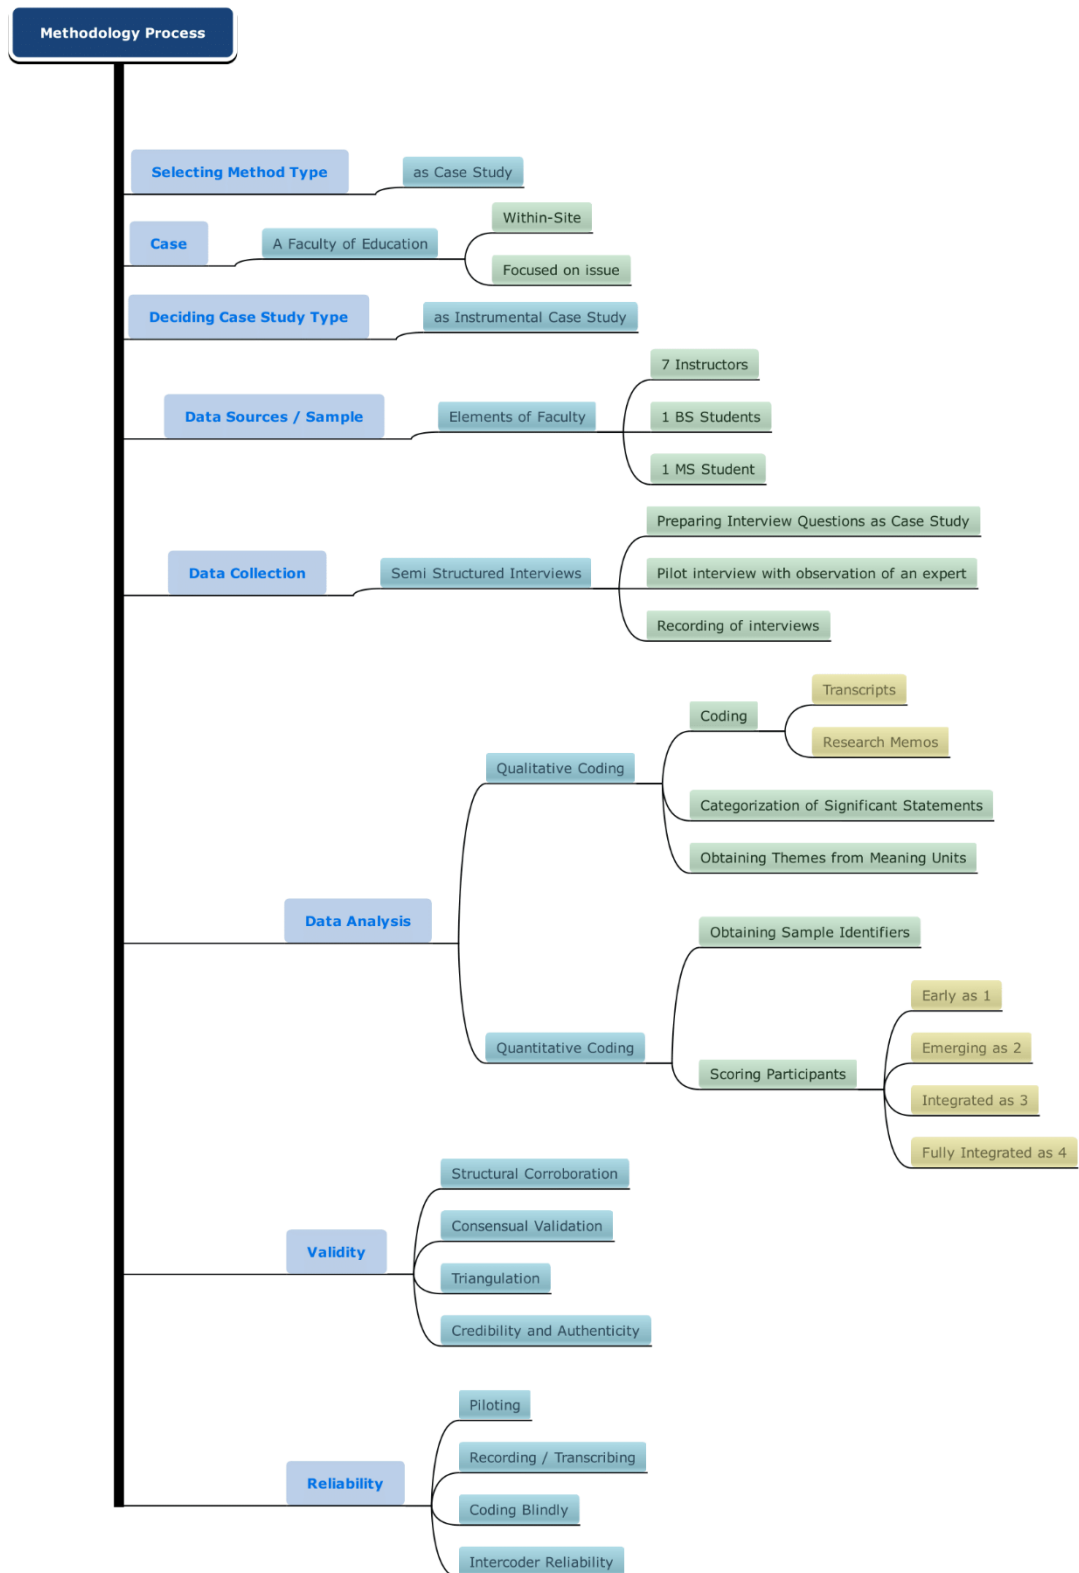 Methodology Process
Selecting Method Type
as Case Study
Case
A Faculty of Education
Within-Site
Focused on issue
Deciding Case Study Type
as Instrumental Case Study
Data Sources / Sample
Elements of Faculty
7 Instructors
1 BS Students
1 MS Student
Data Collection
Semi Structured Interviews
Preparing Interview Questions as Case Study
Pilot interview with observation of an expert
Recording of interviews
Data Analysis
Qualitative Coding
Coding
Transcripts
Research Memos
Categorization of Significant Statements
Obtaining Themes from Meaning Units
Quantitative Coding
Obtaining Sample Identifiers
Scoring Participants
Early as 1
Emerging as 2
Integrated as 3
Fully Integrated as 4
Validity
Structural Corroboration
Consensual Validation
Triangulation
Credibility and Authenticity
Reliability
Piloting
Recording / Transcribing
Coding Blindly
Intercoder Reliability